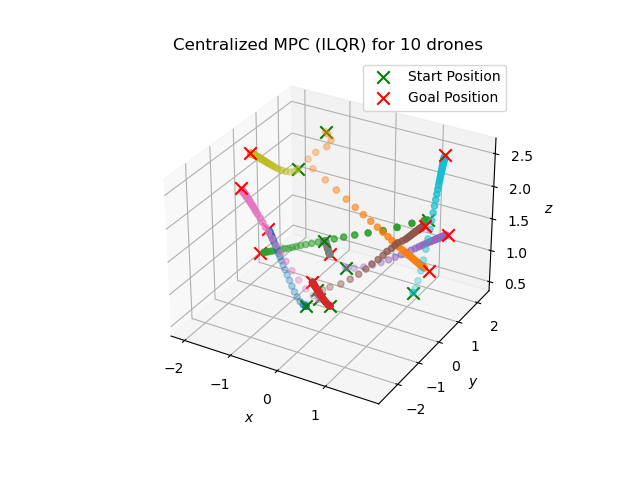 Centralized MPC (ILQR) for 10 drones
Start Position
Goal Position
2.5
2.0
1.5
1.0
0.5
z
2
1
0
−1
−2
y
−2
−1
0
1
x